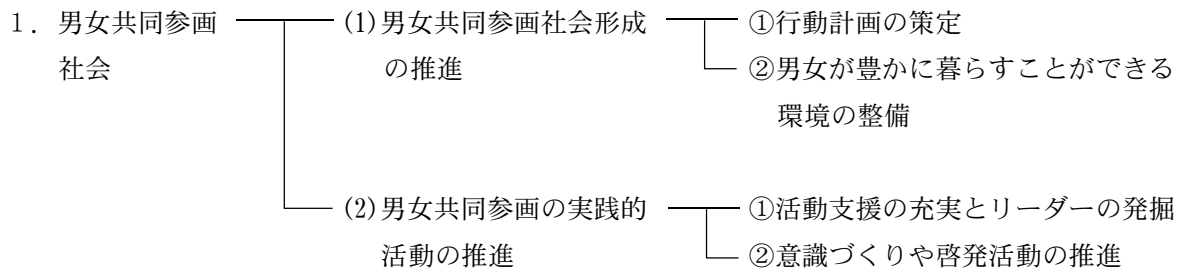 1．男女共同参画
社会
(1)男女共同参画社会形成
の推進
①行動計画の策定
②男女が豊かに暮らすことができる
環境の整備
(2)男女共同参画の実践的
活動の推進
①活動支援の充実とリーダーの発掘
②意識づくりや啓発活動の推進